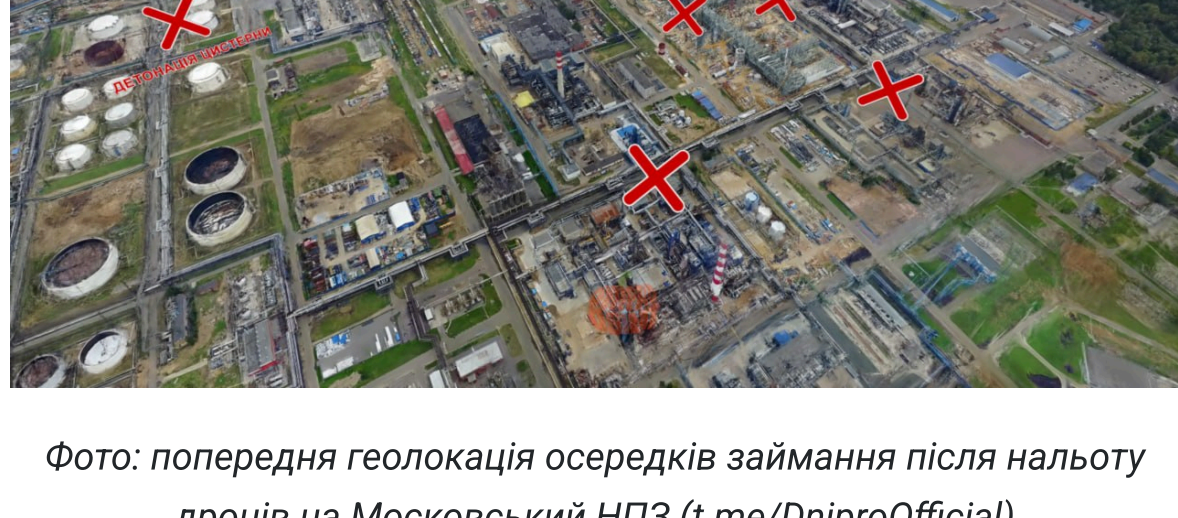 ДЕТОНАЦІЯ ЦИСТЕРНИ
Фото: попередня геолокація осередків займання після нальоту
дронів на Московський НПЗ (t.me/DniproOfficial)